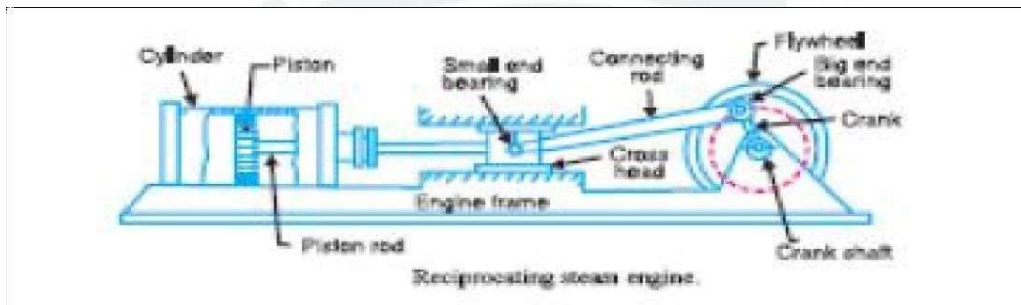 Cylinder
Piston
Small end
bearing
Connecting
rod
Flywheel
Big end
bearing
Crank
Cross
head
Engine frame
Piston rod
Crank shaft
Reciprocating steam engine.